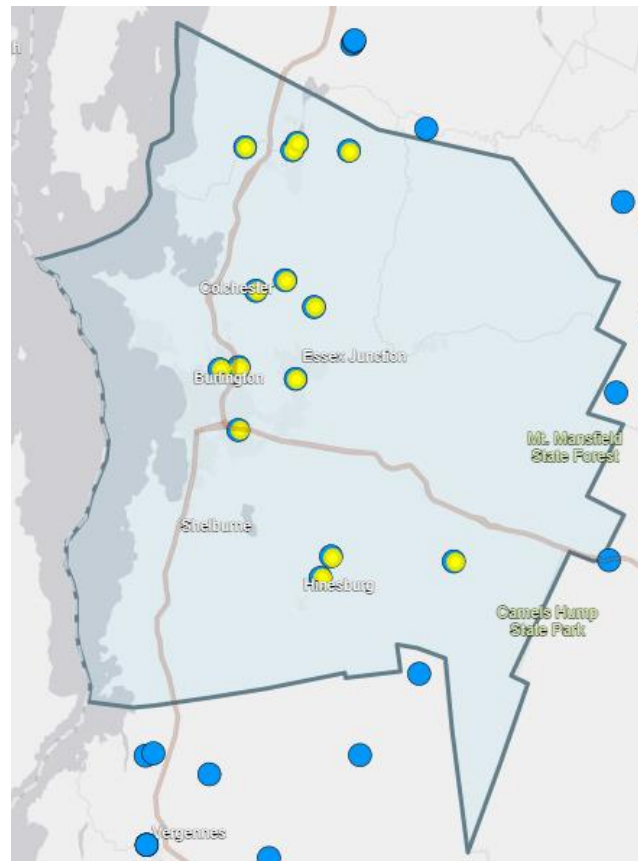 Colchester
Essex Junction
Burlington
Mt. Mansfield
State Forest
Shelburne
Hinesburg
Camels Hump
State Park
Vergennes